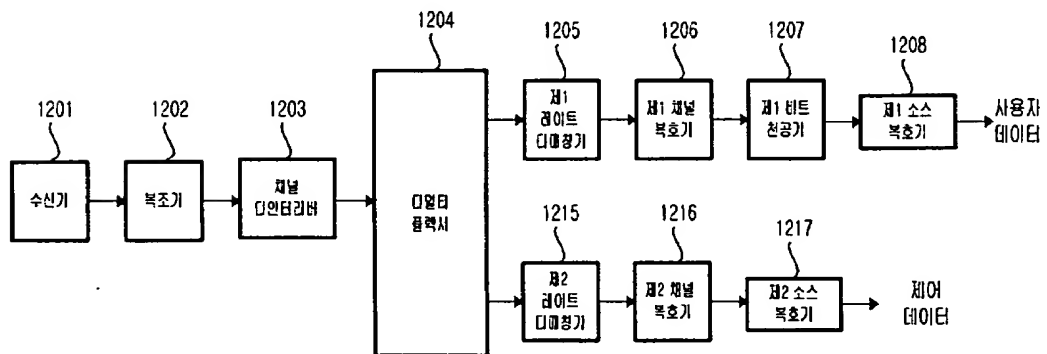 1204
1205
1206
1207
1208
1201
1202
1203
제1
레이트
디매칭기
제1 채널
복호기
제1 비트
천공기
제1 소스
복호기
사용자
데이터
수신기
복조기
채널
디인터리버
디멀티
플렉서
1215
1216
1217
제2
레이트
디매칭기
제2 채널
복호기
제2 소스
복호기
제어
데이터